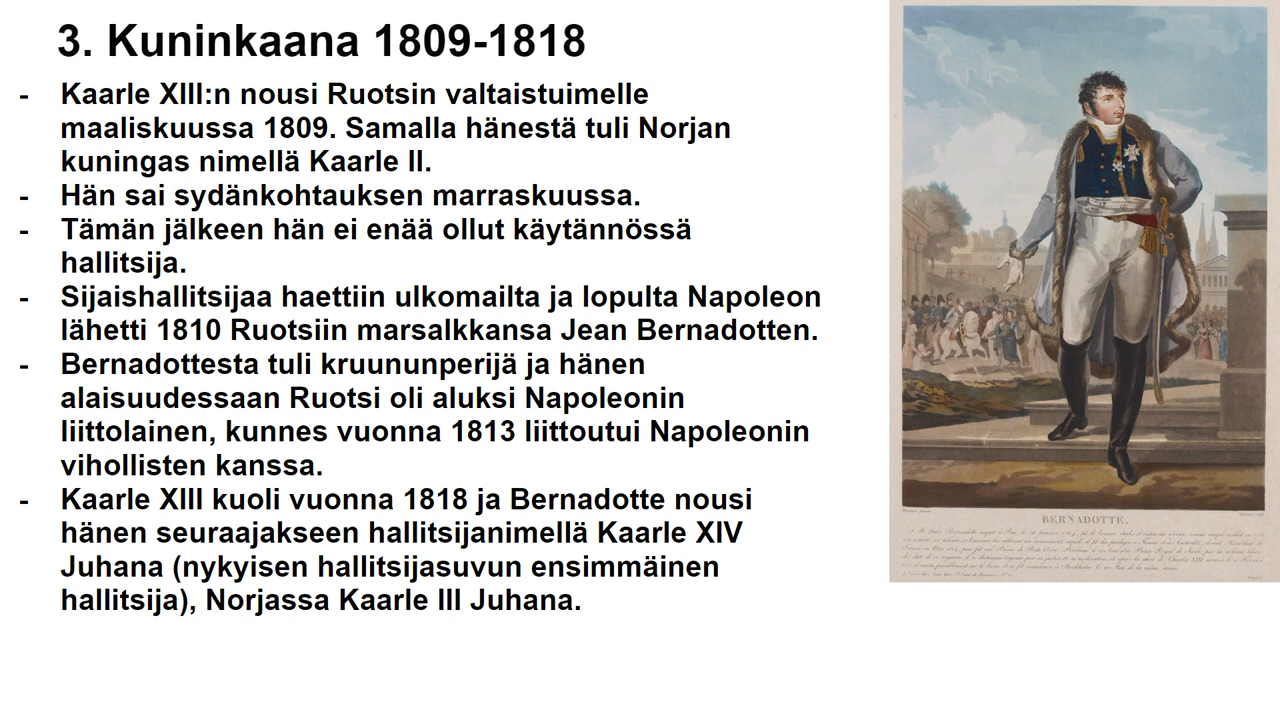 3. Kuninkaana 1809-1818
- Kaarle XIII:n nousi Ruotsin valtaistuimelle
maaliskuussa 1809. Samalla hänestä tuli Norjan
kuningas nimellä Kaarle II.
- Hän sai sydänkohtauksen marraskuussa.
- Tämän jälkeen hän ei enää ollut käytännössä
hallitsija.
- Sijaishallitsijaa haettiin ulkomailta ja lopulta Napoleon
lähetti 1810 Ruotsiin marsalkkansa Jean Bernadotten.
- Bernadottesta tuli kruununperijä ja hänen
alaisuudessaan Ruotsi oli aluksi Napoleonin
liittolainen, kunnes vuonna 1813 liittoutui Napoleonin
vihollisten kanssa.
- Kaarle XIII kuoli vuonna 1818 ja Bernadotte nousi
hänen seuraajakseen hallitsijanimellä Kaarle XIV
Juhana (nykyisen hallitsijasuvun ensimmäinen
hallitsija), Norjassa Kaarle III Juhana.
BERNADOTTE.